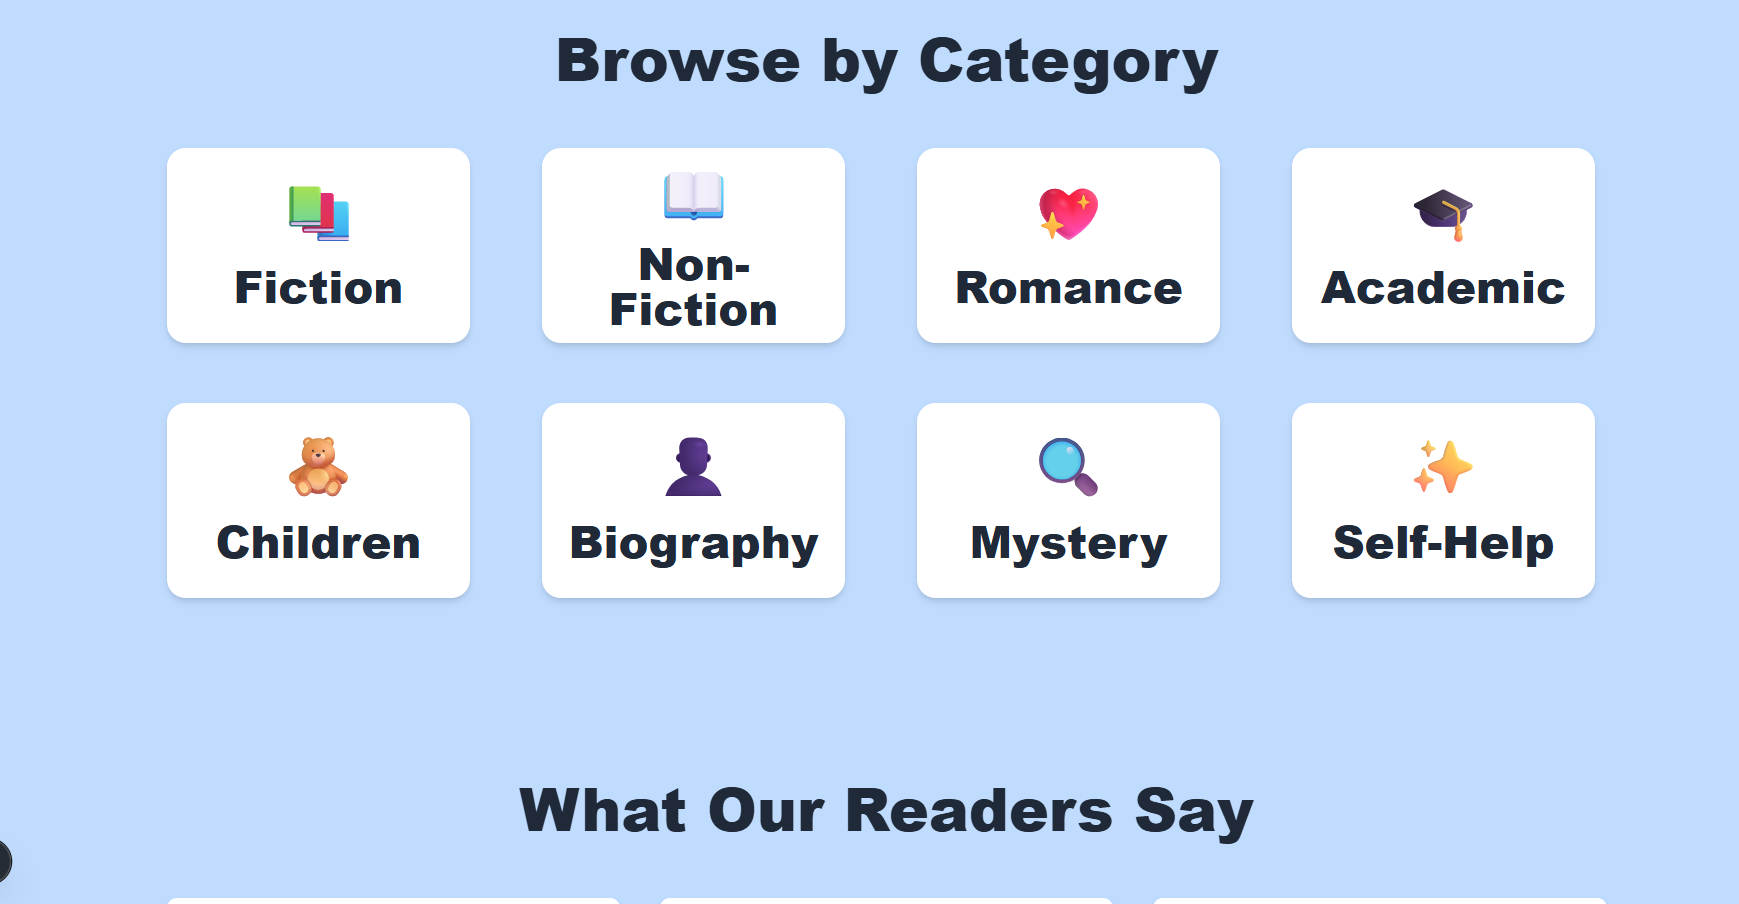 Browse by Category
Fiction
Non-
Fiction
Romance
Academic
Children
Biography
Mystery
Self-Help
What Our Readers Say